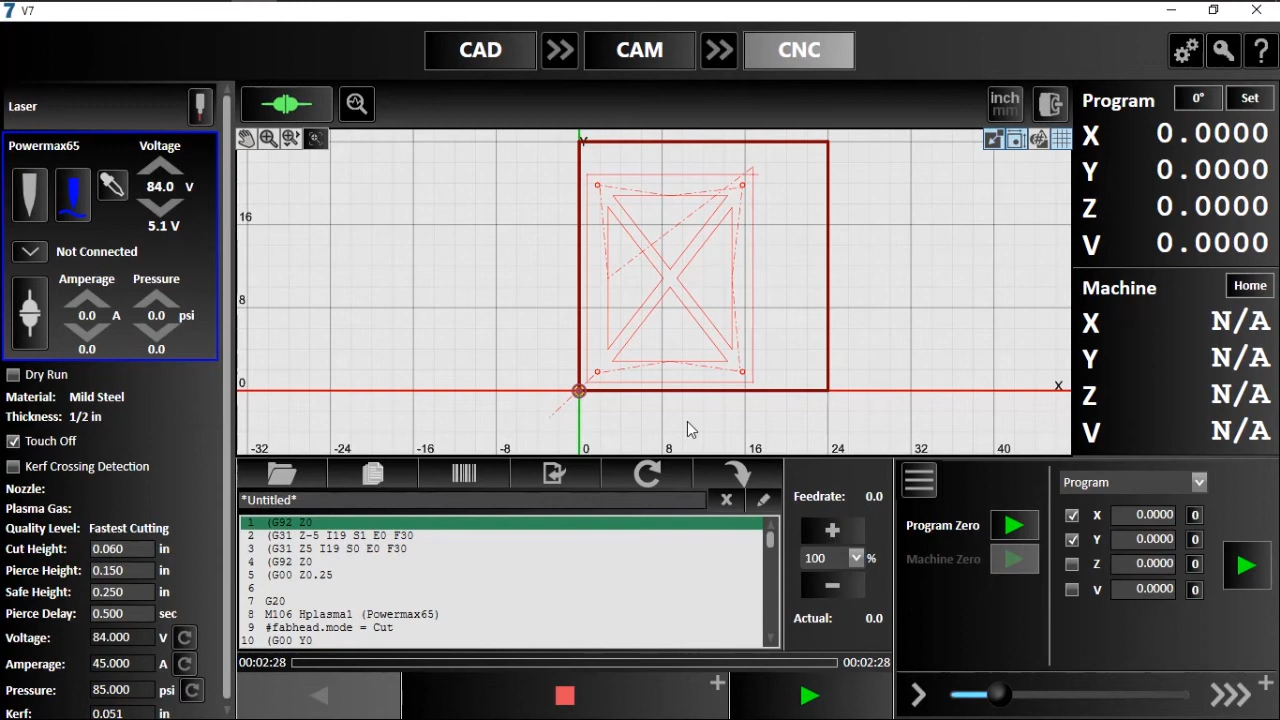 7 V7
CAD >> CAM >> CNC
Laser
Powermax65 Voltage
84.0 V
5.1 V
Not Connected
Amperage Pressure
0.0 A 0.0 psi
0.0 0.0
Dry Run
Material: Mild Steel
Thickness: 1/2 in
Touch Off
Kerf Crossing Detection
Nozzle:
Plasma Gas:
Quality Level: Fastest Cutting
Cut Height: 0.060 in
Pierce Height: 0.150 in
Safe Height: 0.250 in
Pierce Delay: 0.500 sec
Voltage: 84.000 V
Amperage: 45.000 A
Pressure: 85.000 psi
Kerf: 0.051 in
inch
mm
Y
16
8
0
X
-32 -24 -16 -8 0 8 16 24 32 40
*Untitled*
1 (G92 Z0
2 (G31 Z-5 I19 S1 E0 F30
3 (G31 Z5 I19 S0 E0 F30
4 (G92 Z0
5 (G00 Z0.25
6
7 G20
8 M106 Hplasma1 (Powermax65)
9 #fabhead.mode = Cut
10 (G00 Y0
00:02:28 00:02:28
Feedrate: 0.0
100 %
Actual: 0.0
Program 0° Set
X 0.0000
Y 0.0000
Z 0.0000
V 0.0000
Machine Home
X N/A
Y N/A
Z N/A
V N/A
Program Zero
Machine Zero
Program
X 0.0000 0
Y 0.0000 0
Z 0.0000 0
V 0.0000 0